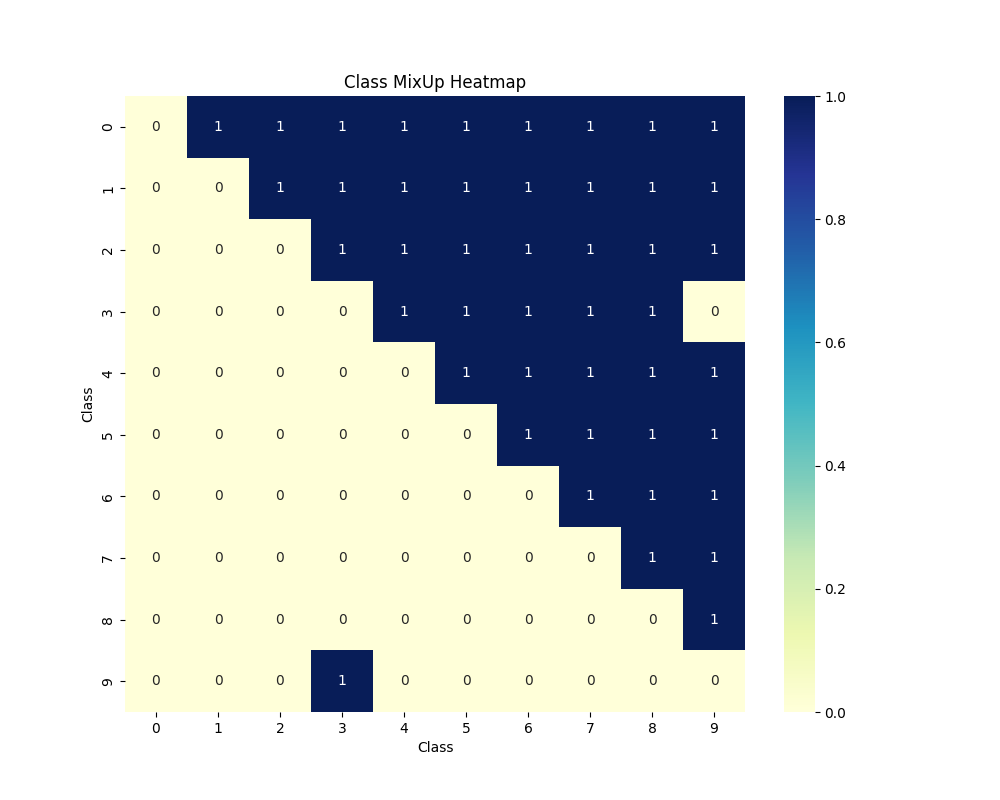 Class MixUp Heatmap
0 0 1 1 1 1 1 1 1 1 1
1 0 0 1 1 1 1 1 1 1 1
2 0 0 0 1 1 1 1 1 1 1
3 0 0 0 0 1 1 1 1 1 0
4 0 0 0 0 0 1 1 1 1 1
5 0 0 0 0 0 0 1 1 1 1
6 0 0 0 0 0 0 0 1 1 1
7 0 0 0 0 0 0 0 0 1 1
8 0 0 0 0 0 0 0 0 0 1
9 0 0 0 1 0 0 0 0 0 0
0 1 2 3 4 5 6 7 8 9
Class
Class
1.0
0.8
0.6
0.4
0.2
0.0